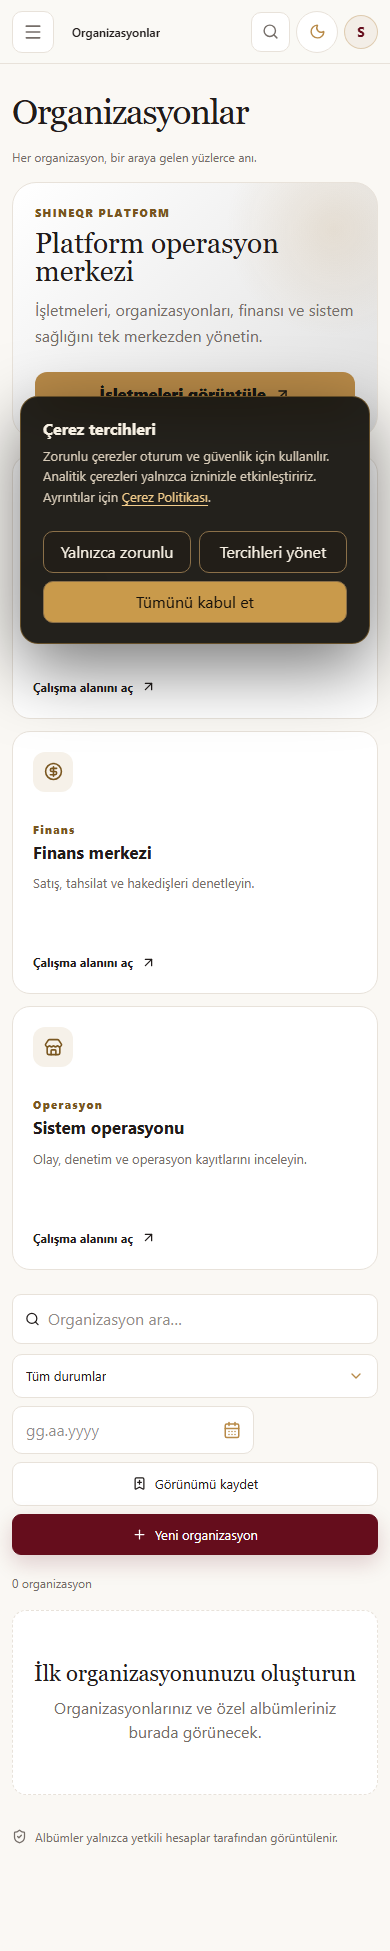 Organizasyonlar
S
Organizasyonlar
Her organizasyon, bir araya gelen yüzlerce anı.
SHINEQR PLATFORM
Platform operasyon
merkezi
İşletmeleri, organizasyonları, finansı ve sistem
sağlığını tek merkezden yönetin.
İşletmeleri görüntüle
Çerez tercihleri
Zorunlu çerezler oturum ve güvenlik için kullanılır.
Analitik çerezleri yalnızca izninizle etkinleştiririz.
Ayrıntılar için Çerez Politikası.
Yalnızca zorunlu
Tercihleri yönet
Tümünü kabul et
Çalışma alanını aç
Finans
Finans merkezi
Satış, tahsilat ve hakedişleri denetleyin.
Çalışma alanını aç
Operasyon
Sistem operasyonu
Olay, denetim ve operasyon kayıtlarını inceleyin.
Çalışma alanını aç
Organizasyon ara...
Tüm durumlar
gg.aa.yyyy
Görünümü kaydet
Yeni organizasyon
0 organizasyon
İlk organizasyonunuzu oluşturun
Organizasyonlarınız ve özel albümleriniz
burada görünecek.
Albümler yalnızca yetkili hesaplar tarafından görüntülenir.